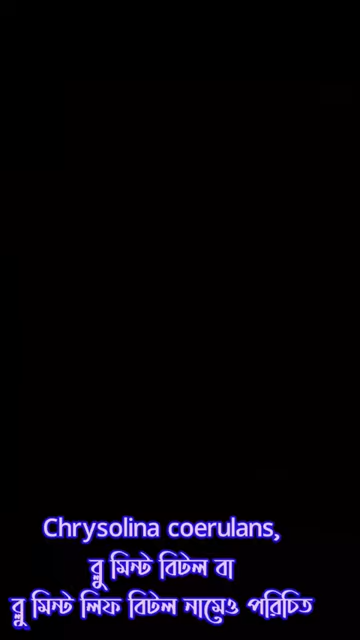 Chrysolina coerulans,
ব্লু মিন্ট বিটল বা
ব্লু মিন্ট লিফ বিটল নামেও পরিচিত